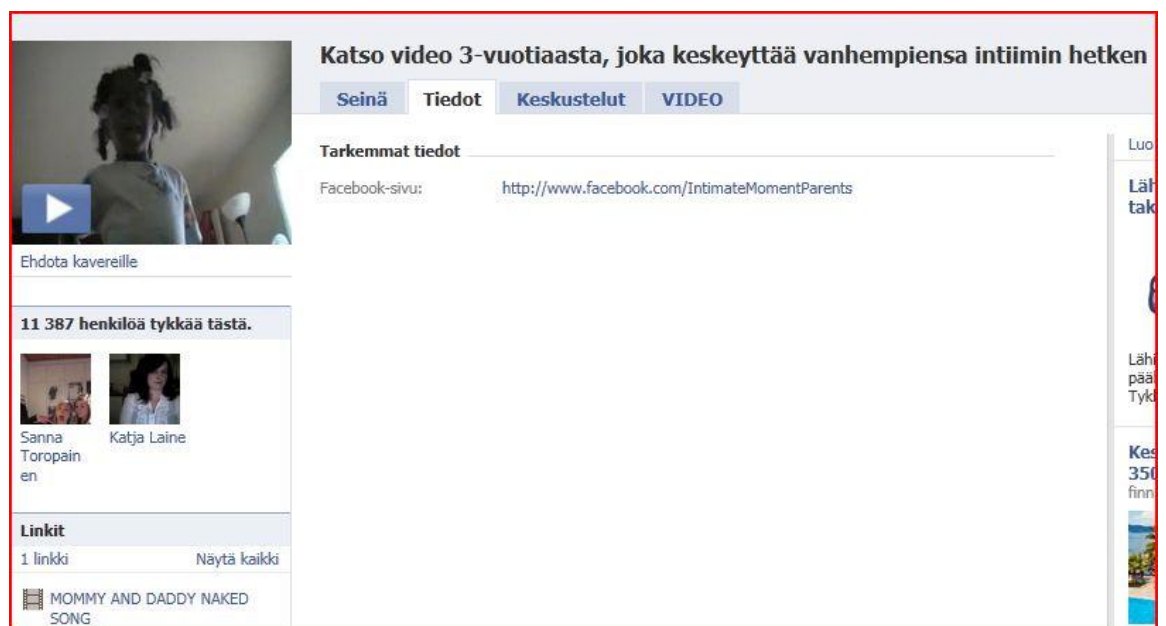 Katso video 3-vuotiaasta, joka keskeyttää vanhempiensa intiimin hetken
Seinä Tiedot Keskustelut VIDEO
Tarkemmat tiedot
Facebook-sivu: http://www.facebook.com/IntimateMomentParents
Ehdota kavereille
11 387 henkilöä tykkää tästä.
Sanna
Toropain
en
Katja Laine
Linkit
1 linkki Näytä kaikki
MOMMY AND DADDY NAKED
SONG
Luo
350